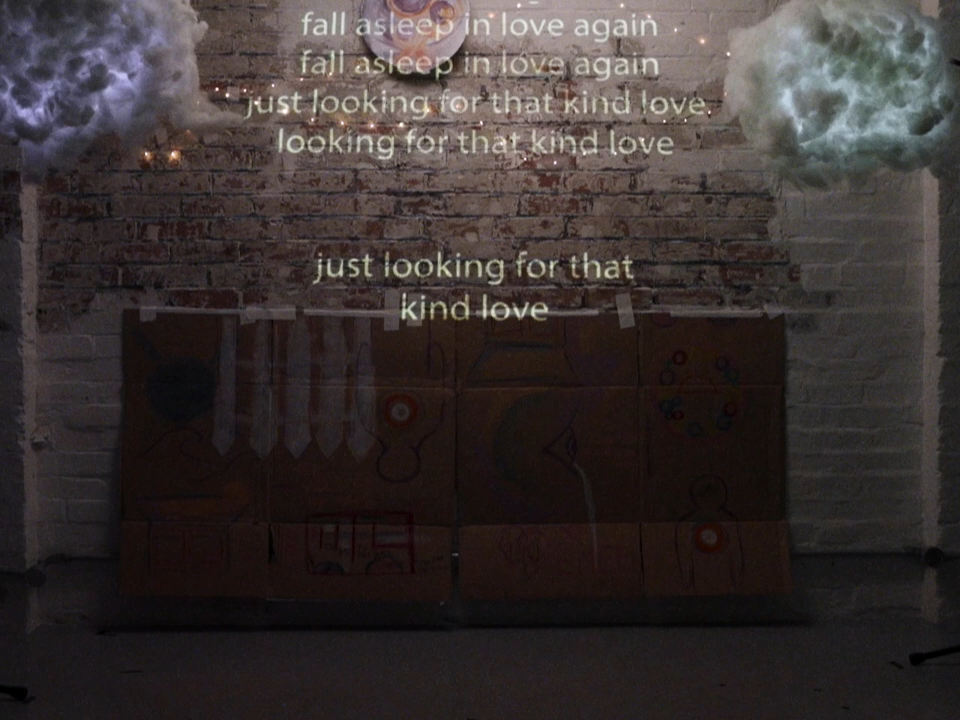 fall asleep in love again
fall asleep in love again
just looking for that kind love
looking for that kind love
just looking for that
kind love